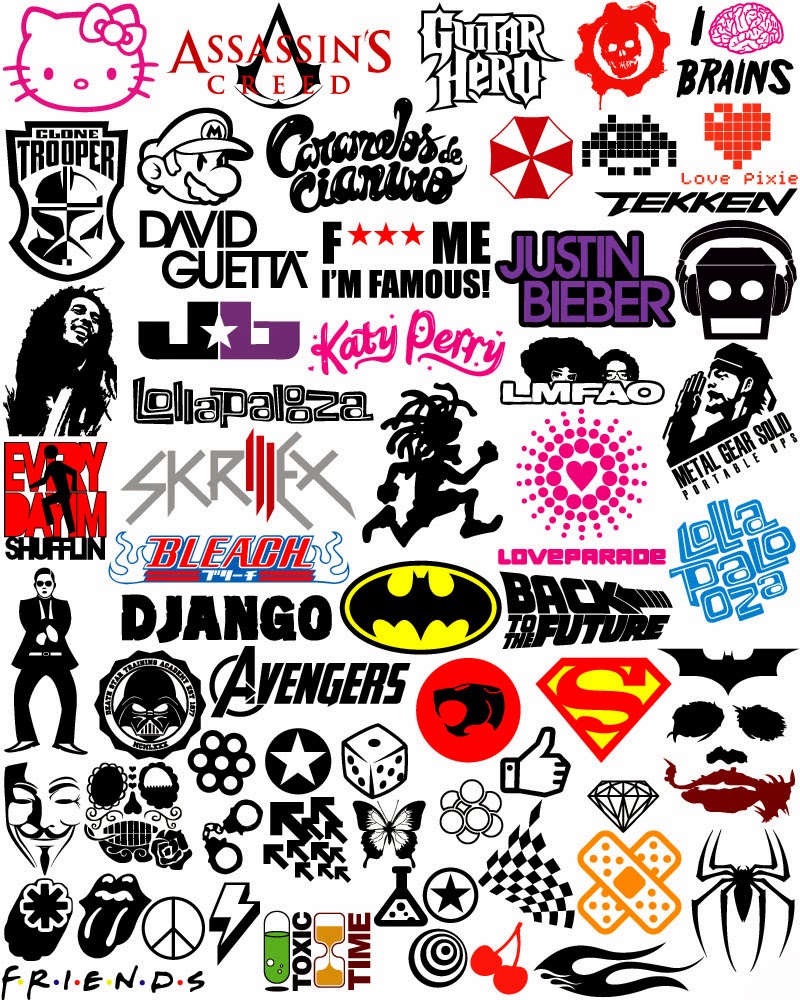 ASSASSIN'S
CREED
GUITAR
HERO
I
BRAINS
CLONE
TROOPER
M
Caramelos de
cianuro
Love Pixie
TEKKEN
DAVID
GUETTA
F★★★ ME
I'M FAMOUS!
JUSTIN
BIEBER
JB
Katy Perry
LMFAO
Lollapalooza
METAL GEAR SOLID
PORTABLE OPS
EVERY
DAY I'M
SHUFFLIN
SKRILLEX
LOVEPARADE
Lolla
PaLo
oza
BLEACH
ブリーチ
DJANGO
BACK
TO THE FUTURE
DEATH STAR TRAINING ACADEMY EST 1977
MCMLXXX
AVENGERS
S
TOXIC
TIME
F·R·I·E·N·D·S